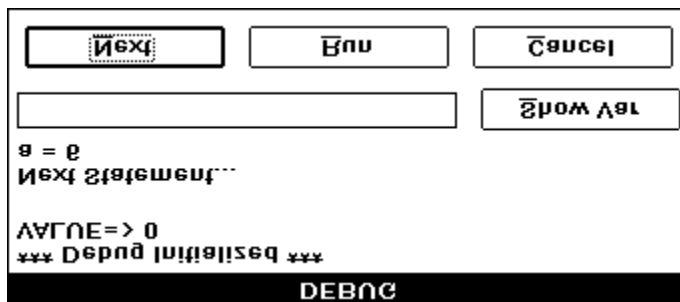 DEBUG
*** Debug Initialized ***
VALUE=> 0
Next Statement...
a = 6
Show Var
Next Run Cancel